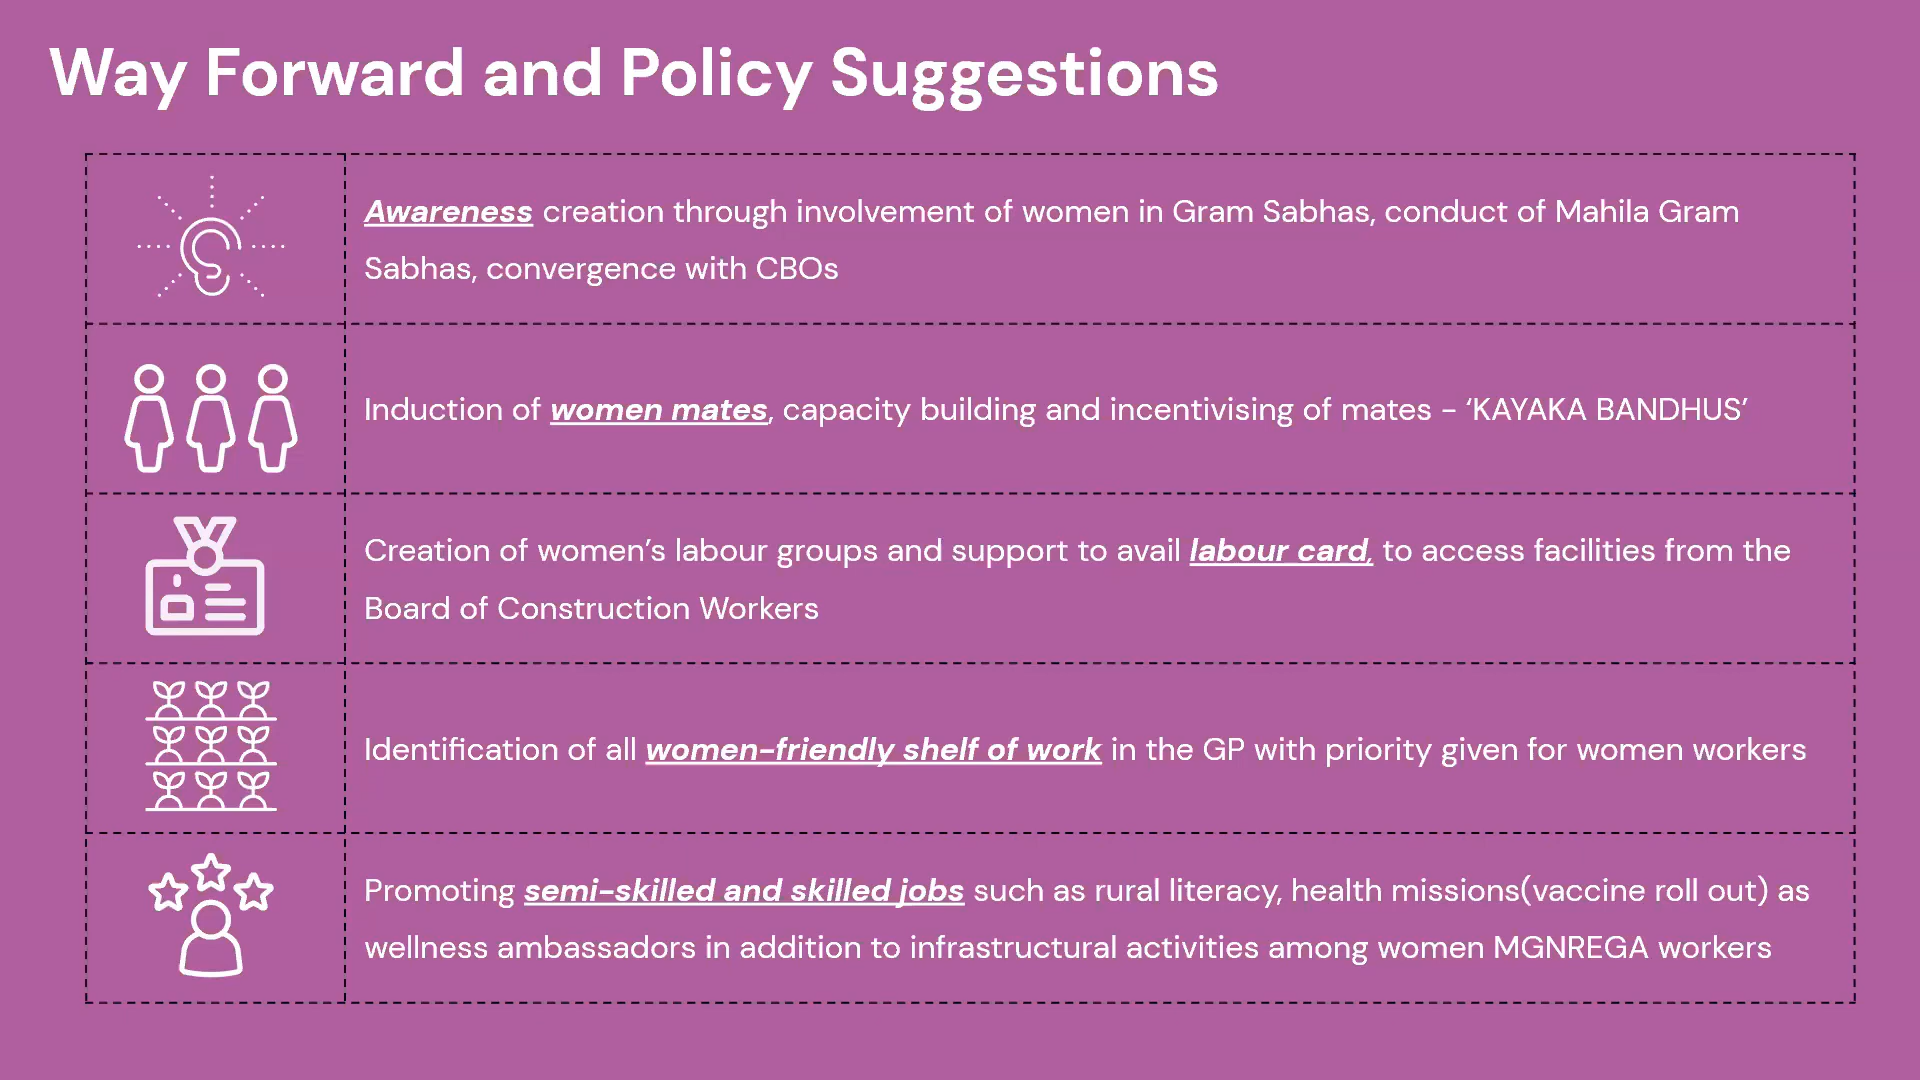 Way Forward and Policy Suggestions
Awareness creation through involvement of women in Gram Sabhas, conduct of Mahila Gram
Sabhas, convergence with CBOs
Induction of women mates, capacity building and incentivising of mates – ‘KAYAKA BANDHUS’
Creation of women’s labour groups and support to avail labour card, to access facilities from the
Board of Construction Workers
Identification of all women-friendly shelf of work in the GP with priority given for women workers
Promoting semi-skilled and skilled jobs such as rural literacy, health missions(vaccine roll out) as
wellness ambassadors in addition to infrastructural activities among women MGNREGA workers